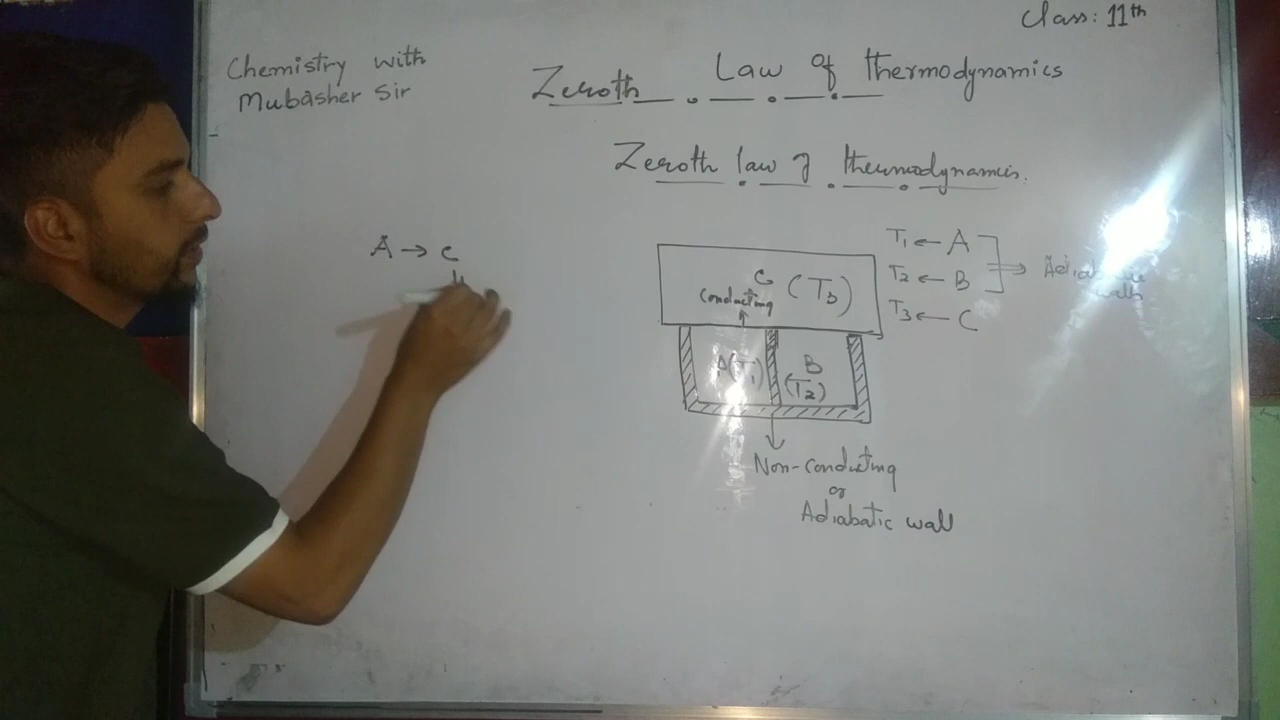 Class: 11th
Chemistry with
Mubasher Sir
Zeroth Law of thermodynamics
Zeroth law of thermodynamics.
A → C
T1 ← A
T2 ← B
T3 ← C
C (T3)
Conducting
A(T1)
B
(T2)
Non-conducting
or
Adiabatic wall